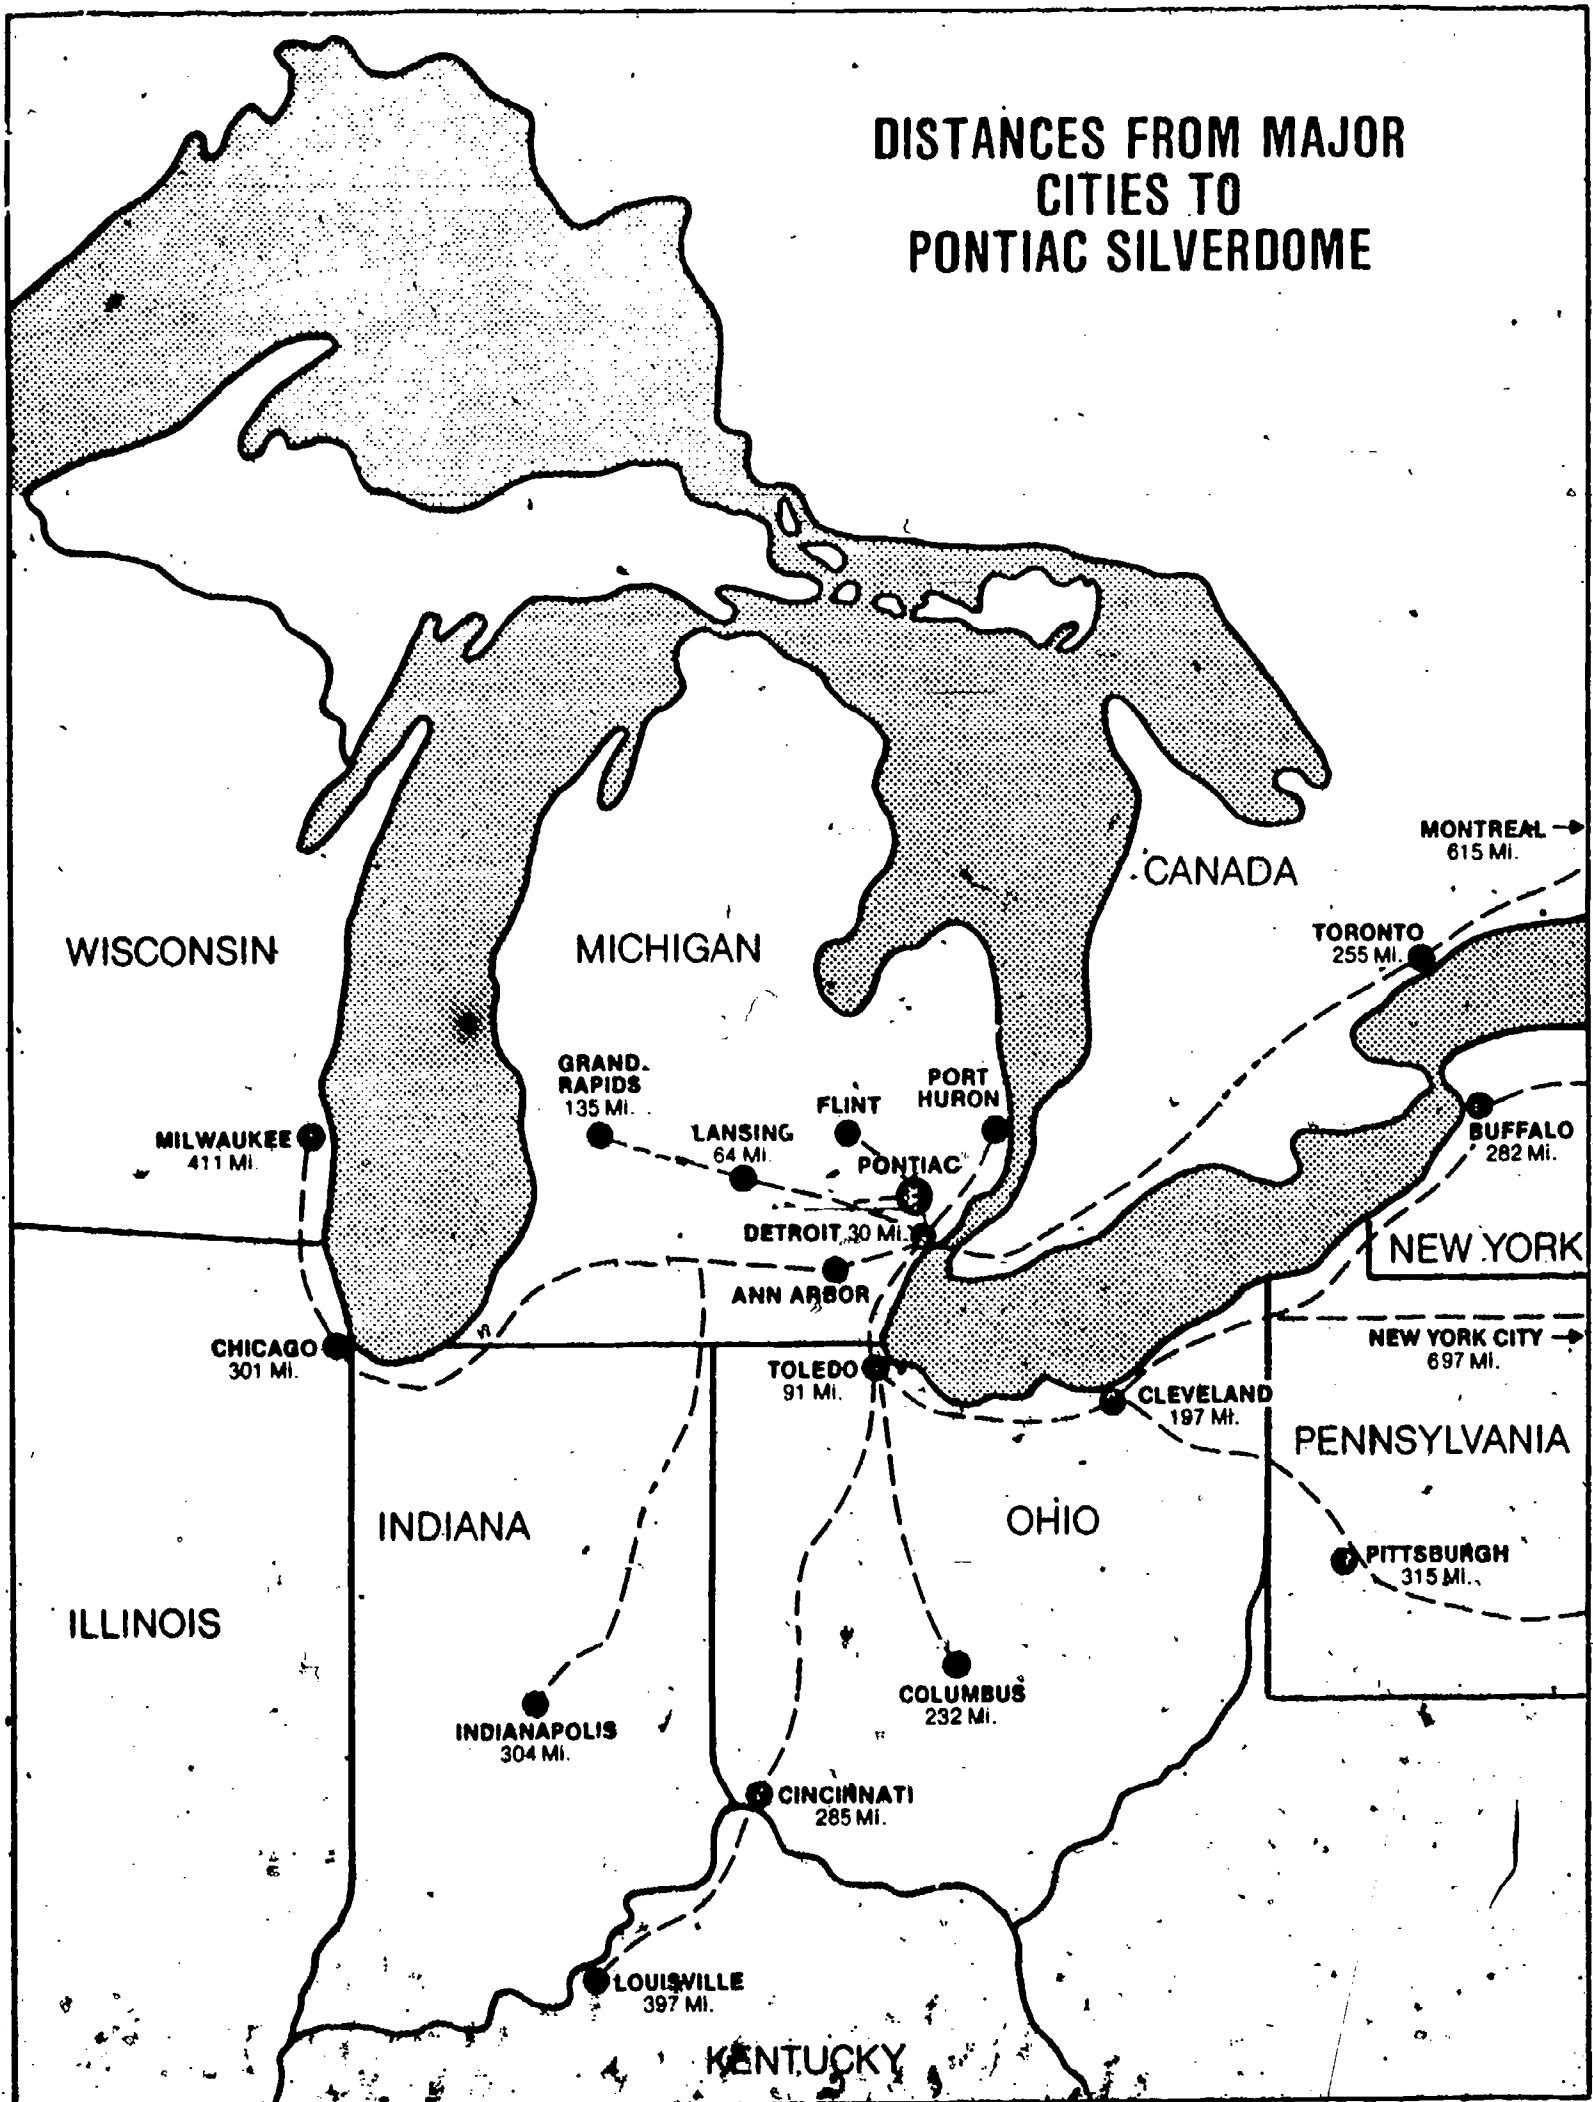 DISTANCES FROM MAJOR
CITIES TO
PONTIAC SILVERDOME
MONTREAL
615 Mi.
CANADA
TORONTO
255 Mi.
WISCONSIN
MICHIGAN
GRAND
RAPIDS
135 Mi.
PORT
HURON
FLINT
MILWAUKEE
411 Mi.
LANSING
64 Mi.
BUFFALO
282 Mi.
PONTIAC
DETROIT 30 Mi.
NEW YORK
ANN ARBOR
CHICAGO
301 Mi.
NEW YORK CITY
697 Mi.
TOLEDO
91 Mi.
CLEVELAND
197 Mi.
PENNSYLVANIA
INDIANA
OHIO
PITTSBURGH
315 Mi.
ILLINOIS
COLUMBUS
232 Mi.
INDIANAPOLIS
304 Mi.
CINCINNATI
285 Mi.
LOUISVILLE
397 Mi.
KENTUCKY